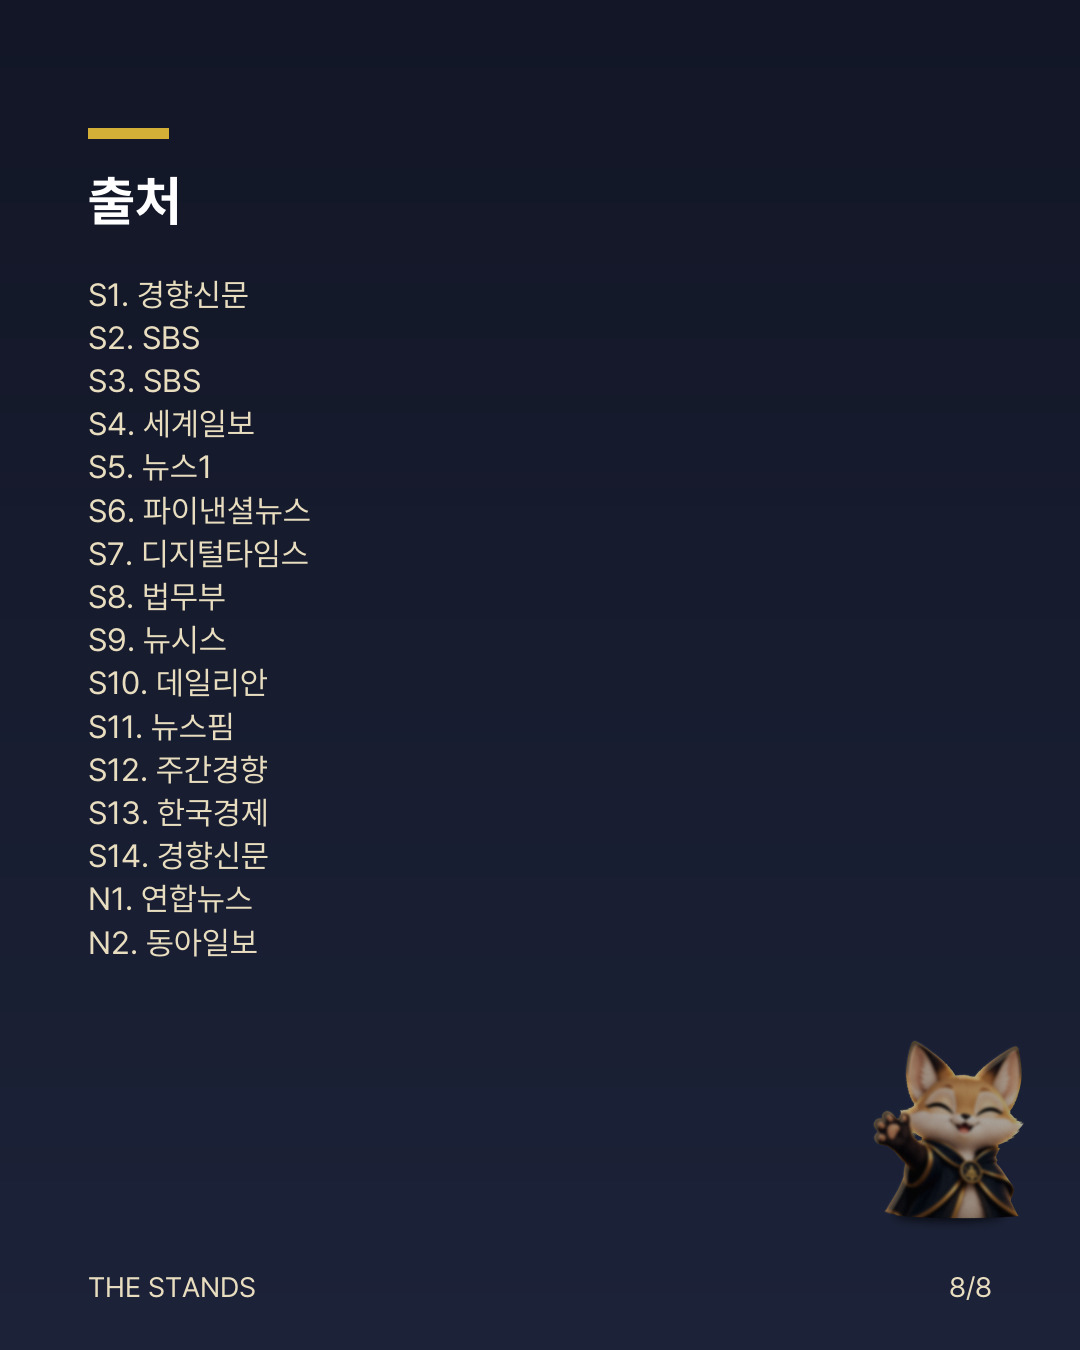 출처
S1. 경향신문
S2. SBS
S3. SBS
S4. 세계일보
S5. 뉴스1
S6. 파이낸셜뉴스
S7. 디지털타임스
S8. 법무부
S9. 뉴시스
S10. 데일리안
S11. 뉴스핌
S12. 주간경향
S13. 한국경제
S14. 경향신문
N1. 연합뉴스
N2. 동아일보
THE STANDS
8/8